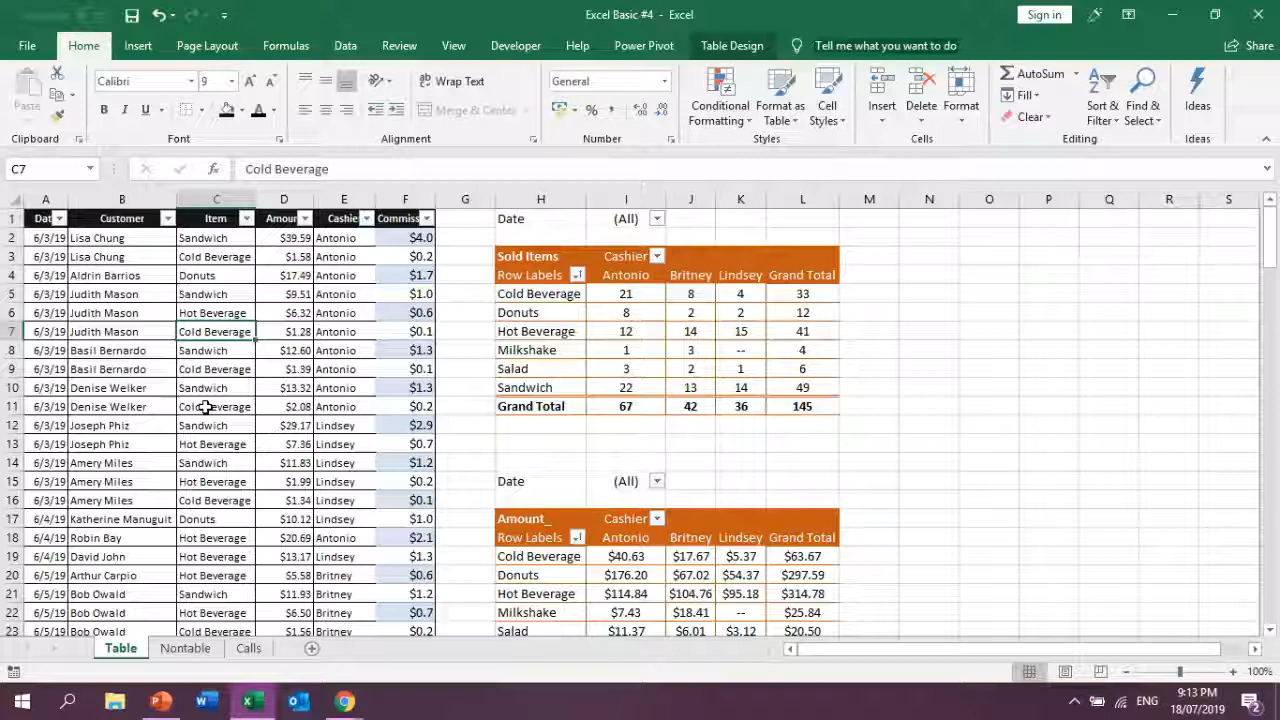 Excel Basic #4 - Excel
Sign in
File Home Insert Page Layout Formulas Data Review View Developer Help Power Pivot Table Design Tell me what you want to do Share
Paste
Calibri 9
Wrap Text
General
Conditional Formatting
Format as Table
Cell Styles
Insert Delete Format
AutoSum
Fill
Clear
Sort & Filter
Find & Select
Ideas
B I U
Merge & Center
Clipboard Font Alignment Number Styles Cells Editing Ideas
C7 fx Cold Beverage
A B C D E F G H I J K L M N O P Q R S
1 Dat Customer Item Amour Cashie Commiss Date (All)
2 6/3/19 Lisa Chung Sandwich $39.59 Antonio $4.0
3 6/3/19 Lisa Chung Cold Beverage $1.58 Antonio $0.2 Sold Items Cashier
4 6/3/19 Aldrin Barrios Donuts $17.49 Antonio $1.7 Row Labels Antonio Britney Lindsey Grand Total
5 6/3/19 Judith Mason Sandwich $9.51 Antonio $1.0 Cold Beverage 21 8 4 33
6 6/3/19 Judith Mason Hot Beverage $6.32 Antonio $0.6 Donuts 8 2 2 12
7 6/3/19 Judith Mason Cold Beverage $1.28 Antonio $0.1 Hot Beverage 12 14 15 41
8 6/3/19 Basil Bernardo Sandwich $12.60 Antonio $1.3 Milkshake 1 3 -- 4
9 6/3/19 Basil Bernardo Cold Beverage $1.39 Antonio $0.1 Salad 3 2 1 6
10 6/3/19 Denise Welker Sandwich $13.32 Antonio $1.3 Sandwich 22 13 14 49
11 6/3/19 Denise Welker Cold Beverage $2.08 Antonio $0.2 Grand Total 67 42 36 145
12 6/3/19 Joseph Phiz Sandwich $29.17 Lindsey $2.9
13 6/3/19 Joseph Phiz Hot Beverage $7.36 Lindsey $0.7
14 6/3/19 Amery Miles Sandwich $11.83 Lindsey $1.2
15 6/3/19 Amery Miles Hot Beverage $1.99 Lindsey $0.2 Date (All)
16 6/3/19 Amery Miles Cold Beverage $1.34 Lindsey $0.1
17 6/4/19 Katherine Manuguit Donuts $10.12 Lindsey $1.0 Amount_ Cashier
18 6/4/19 Robin Bay Hot Beverage $20.69 Antonio $2.1 Row Labels Antonio Britney Lindsey Grand Total
19 6/4/19 David John Hot Beverage $13.17 Lindsey $1.3 Cold Beverage $40.63 $17.67 $5.37 $63.67
20 6/5/19 Arthur Carpio Hot Beverage $5.58 Britney $0.6 Donuts $176.20 $67.02 $54.37 $297.59
21 6/5/19 Bob Owald Sandwich $11.93 Britney $1.2 Hot Beverage $114.84 $104.76 $95.18 $314.78
22 6/5/19 Bob Owald Hot Beverage $6.50 Britney $0.7 Milkshake $7.43 $18.41 -- $25.84
23 6/5/19 Bob Owald Cold Beverage $1.56 Britney $0.2 Salad $11.37 $6.01 $3.12 $20.50
Table Nontable Calls
100%
ENG
9:13 PM
18/07/2019
2